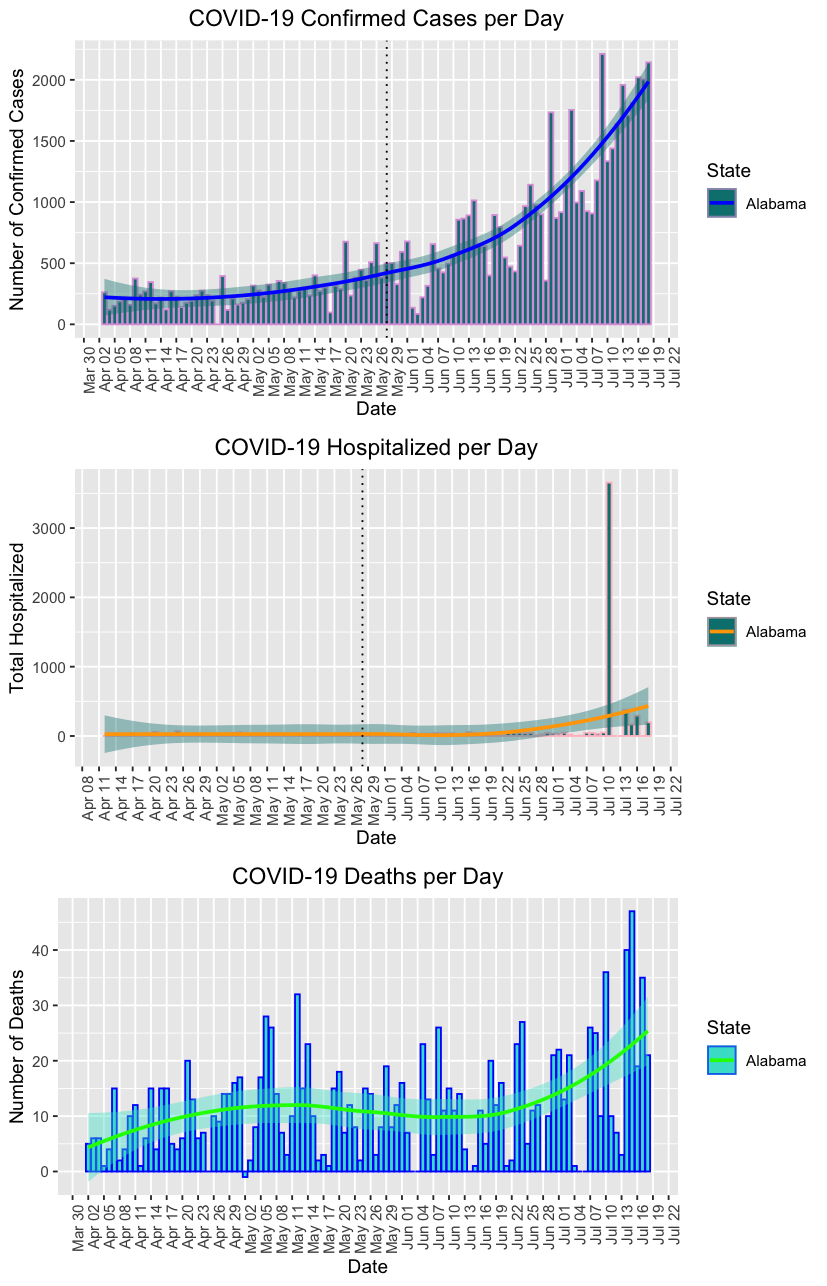 COVID-19 Confirmed Cases per Day
Number of Confirmed Cases
2000
1500
1000
500
0
Mar 30
Apr 02
Apr 05
Apr 08
Apr 11
Apr 14
Apr 17
Apr 20
Apr 23
Apr 26
Apr 29
May 02
May 05
May 08
May 11
May 14
May 17
May 20
May 23
May 26
May 29
Jun 01
Jun 04
Jun 07
Jun 10
Jun 13
Jun 16
Jun 19
Jun 22
Jun 25
Jun 28
Jul 01
Jul 04
Jul 07
Jul 10
Jul 13
Jul 16
Jul 19
Jul 22
Date
State
Alabama
COVID-19 Hospitalized per Day
Total Hospitalized
3000
2000
1000
0
Apr 08
Apr 11
Apr 14
Apr 17
Apr 20
Apr 23
Apr 26
Apr 29
May 02
May 05
May 08
May 11
May 14
May 17
May 20
May 23
May 26
May 29
Jun 01
Jun 04
Jun 07
Jun 10
Jun 13
Jun 16
Jun 19
Jun 22
Jun 25
Jun 28
Jul 01
Jul 04
Jul 07
Jul 10
Jul 13
Jul 16
Jul 19
Jul 22
Date
State
Alabama
COVID-19 Deaths per Day
Number of Deaths
40
30
20
10
0
Mar 30
Apr 02
Apr 05
Apr 08
Apr 11
Apr 14
Apr 17
Apr 20
Apr 23
Apr 26
Apr 29
May 02
May 05
May 08
May 11
May 14
May 17
May 20
May 23
May 26
May 29
Jun 01
Jun 04
Jun 07
Jun 10
Jun 13
Jun 16
Jun 19
Jun 22
Jun 25
Jun 28
Jul 01
Jul 04
Jul 07
Jul 10
Jul 13
Jul 16
Jul 19
Jul 22
Date
State
Alabama